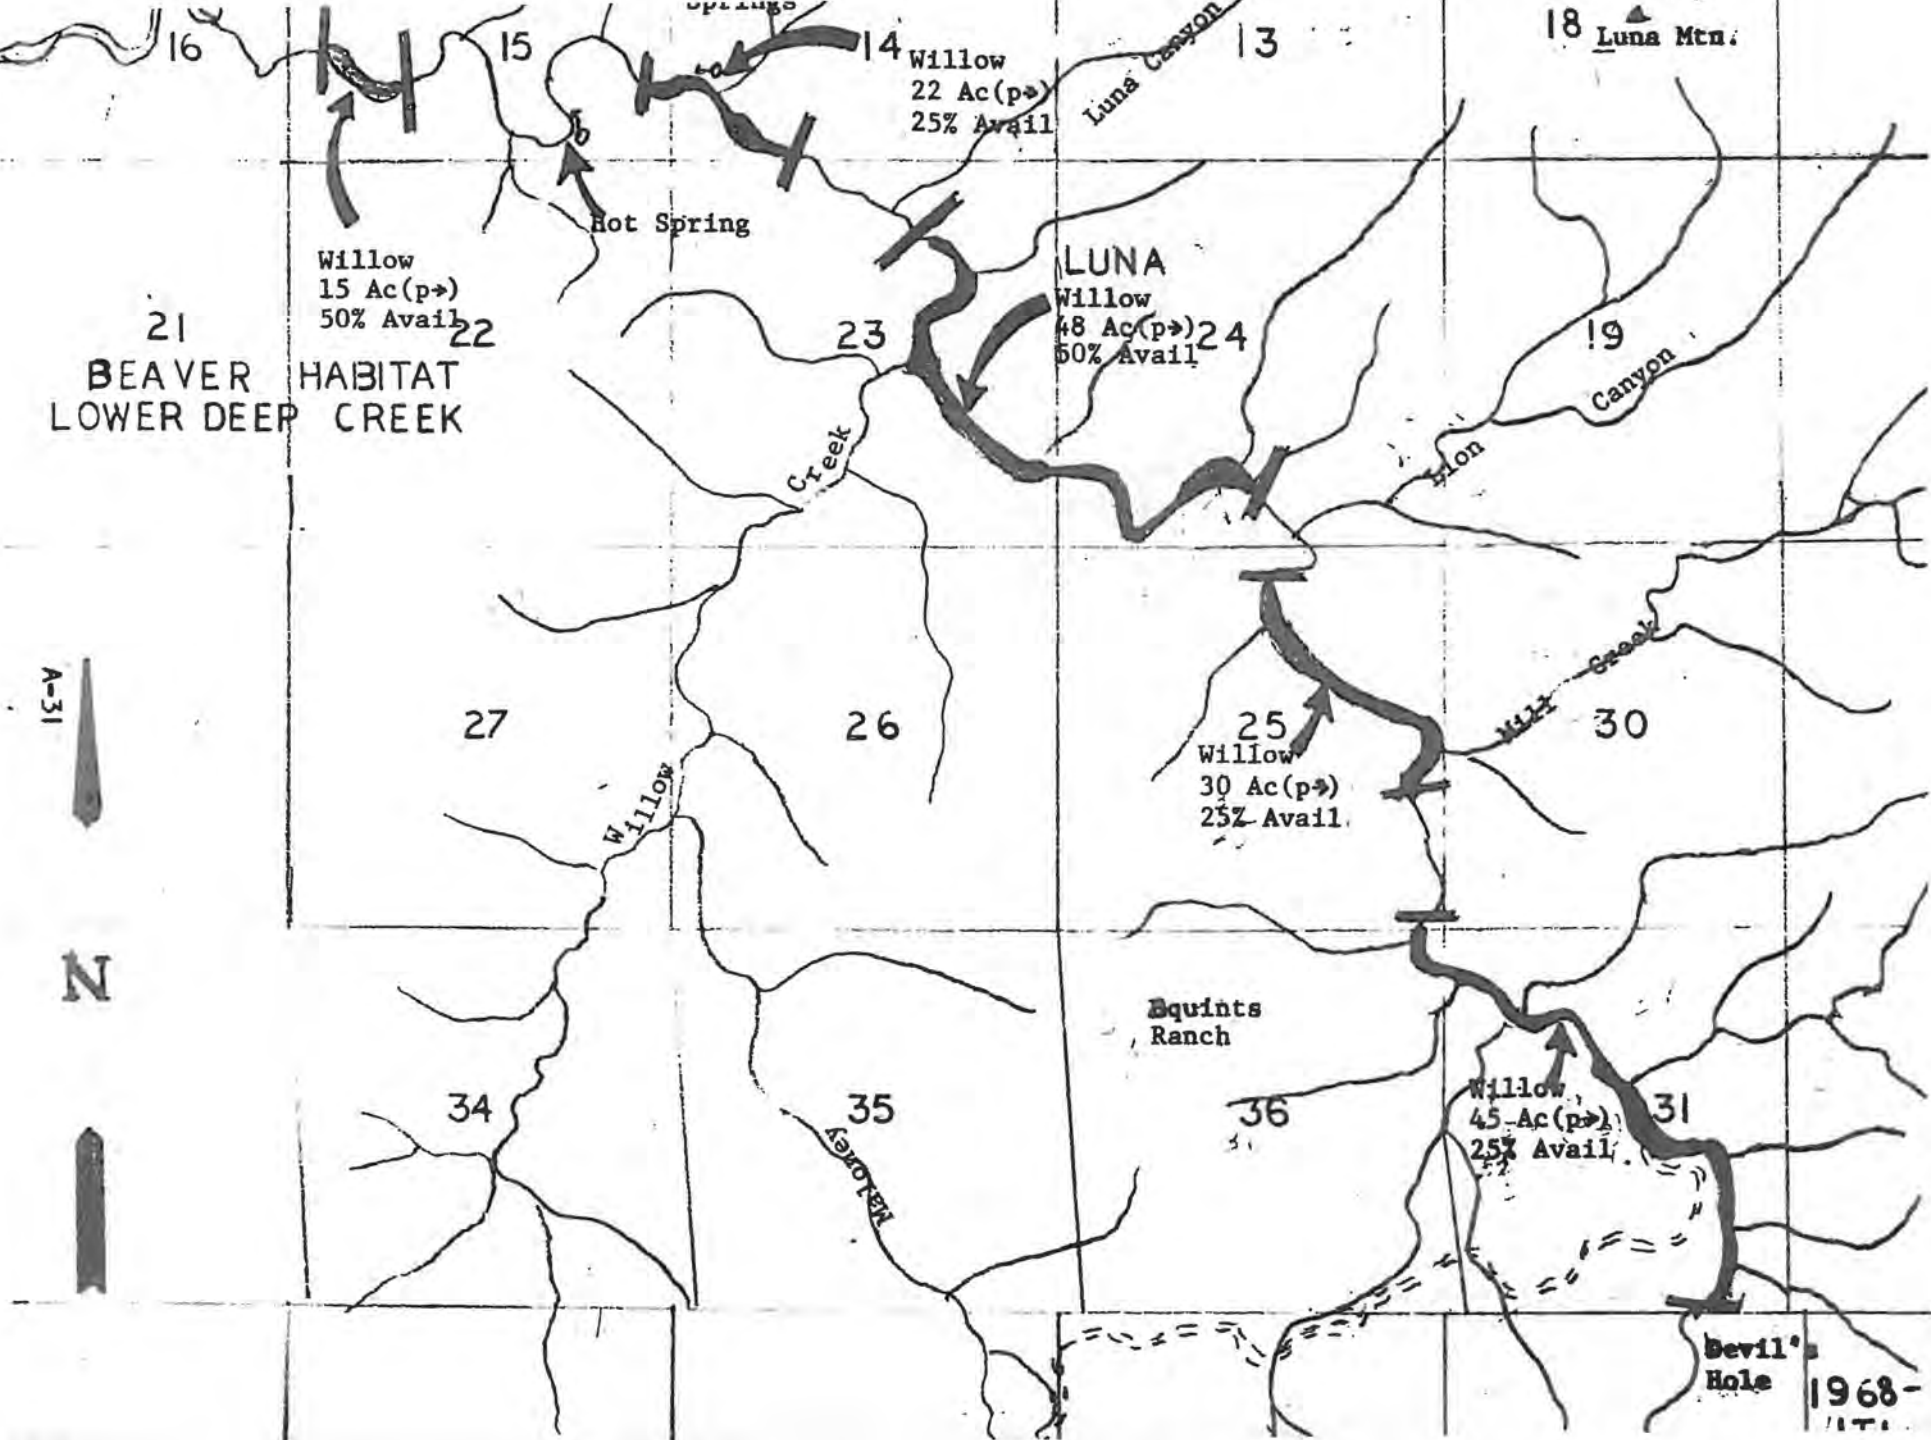 Springs
16
15
14
Willow
22 Ac(p→)
25% Avail
Luna Canyon
13
18
Luna Mtn.
Hot Spring
Willow
15 Ac(p→)
50% Avail
21
22
BEAVER HABITAT
LOWER DEEP CREEK
23
LUNA
Willow
48 Ac(p→)
50% Avail
24
19
Lion
Canyon
Creek
Willow
A-31
N
27
26
25
Willow
30 Ac(p→)
25% Avail
Mill Creek
30
Ranch
34
35
Maloney
36
Willow
45 Ac(p→)
25% Avail
31
Devil's
Hole
1968-